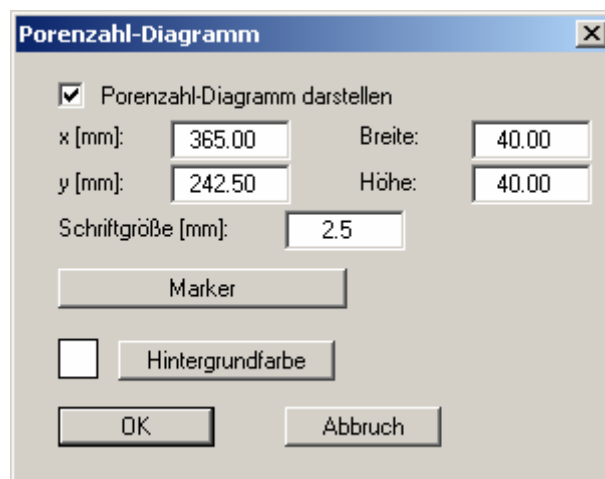 Porenzahl-Diagramm
Porenzahl-Diagramm darstellen
x [mm]: 365.00 Breite: 40.00
y [mm]: 242.50 Höhe: 40.00
Schriftgröße [mm]: 2.5
Marker
Hintergrundfarbe
OK Abbruch